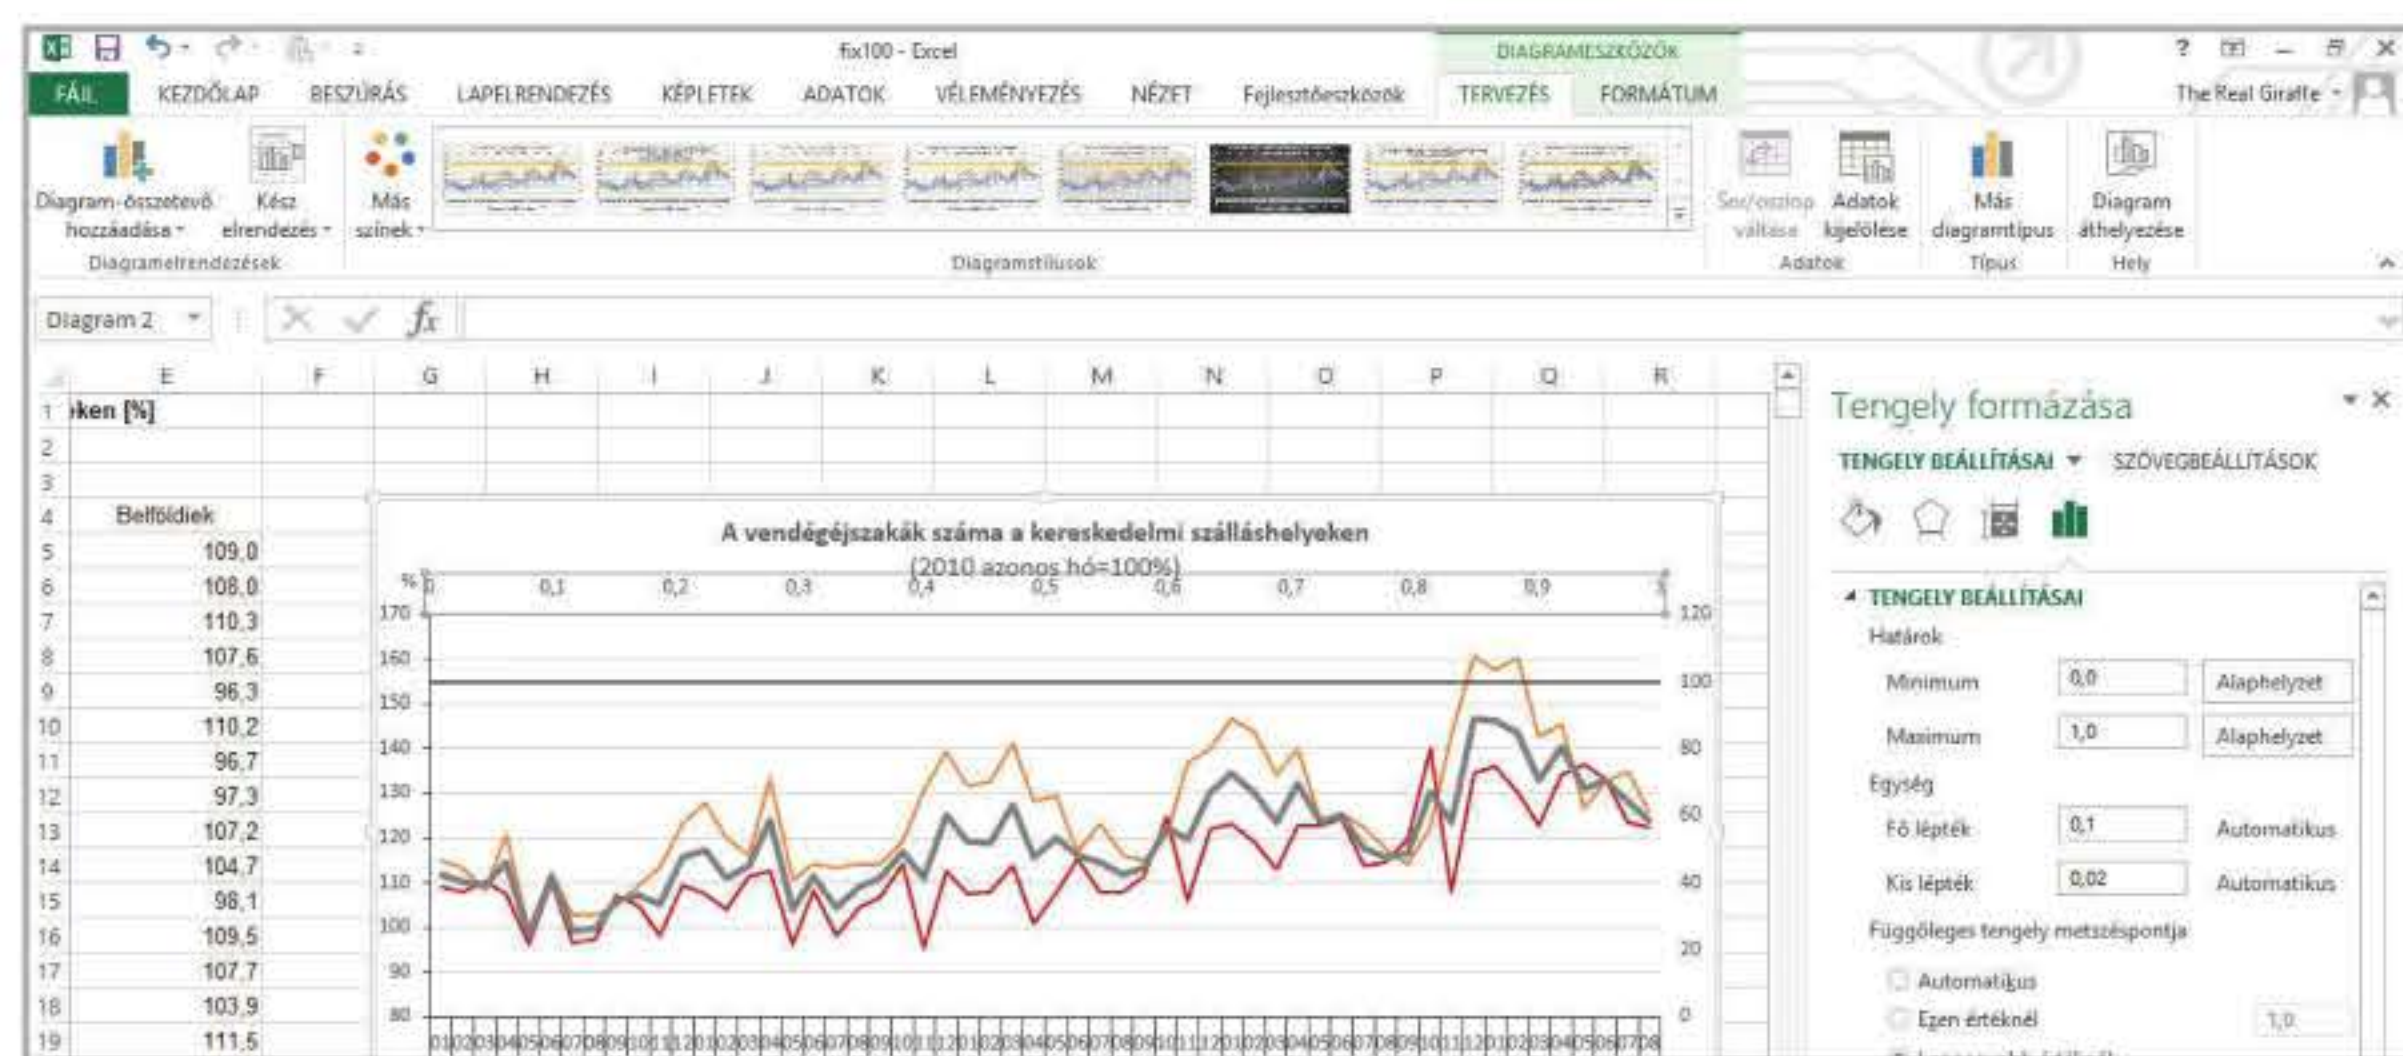 fix100 - Excel
DIAGRAMESZKÖZÖK
?
FÁJL KEZDŐLAP BESZÚRÁS LAPELRENDEZÉS KÉPLETEK ADATOK VÉLEMÉNYEZÉS NÉZET Fejlesztőeszközök TERVEZÉS FORMÁTUM The Real Giraffe
Diagram-összetevő hozzáadása
Kész elrendezés
Más színek
Sor/oszlop váltása
Adatok kijelölése
Más diagramtípus
Diagram áthelyezése
Diagramelrendezések Diagramstílusok Adatok Típus Hely
Diagram 2 fx
E F G H I J K L M N O P Q R
1 eken [%]
2
3
4 Belföldiek
5 109,0
6 108,0
7 110,3
8 107,6
9 96,3
10 110,2
11 96,7
12 97,3
13 107,2
14 104,7
15 98,1
16 109,5
17 107,7
18 103,9
19 111,5
A vendégéjszakák száma a kereskedelmi szálláshelyeken
(2010 azonos hó=100%)
% 0 0,1 0,2 0,3 0,4 0,5 0,6 0,7 0,8 0,9 1
170
160
150
140
130
120
110
100
90
80
120
100
80
60
40
20
0
010203040506070809101112010203040506070809101112010203040506070809101112010203040506070809101112010203040506070 8
Tengely formázása
TENGELY BEÁLLÍTÁSAI SZÖVEGBEÁLLÍTÁSOK
TENGELY BEÁLLÍTÁSAI
Határok
Minimum 0,0 Alaphelyzet
Maximum 1,0 Alaphelyzet
Egység
Fő lépték 0,1 Automatikus
Kis lépték 0,02 Automatikus
Függőleges tengely metszéspontja
Automatikus
Ezen értéknél 1,0